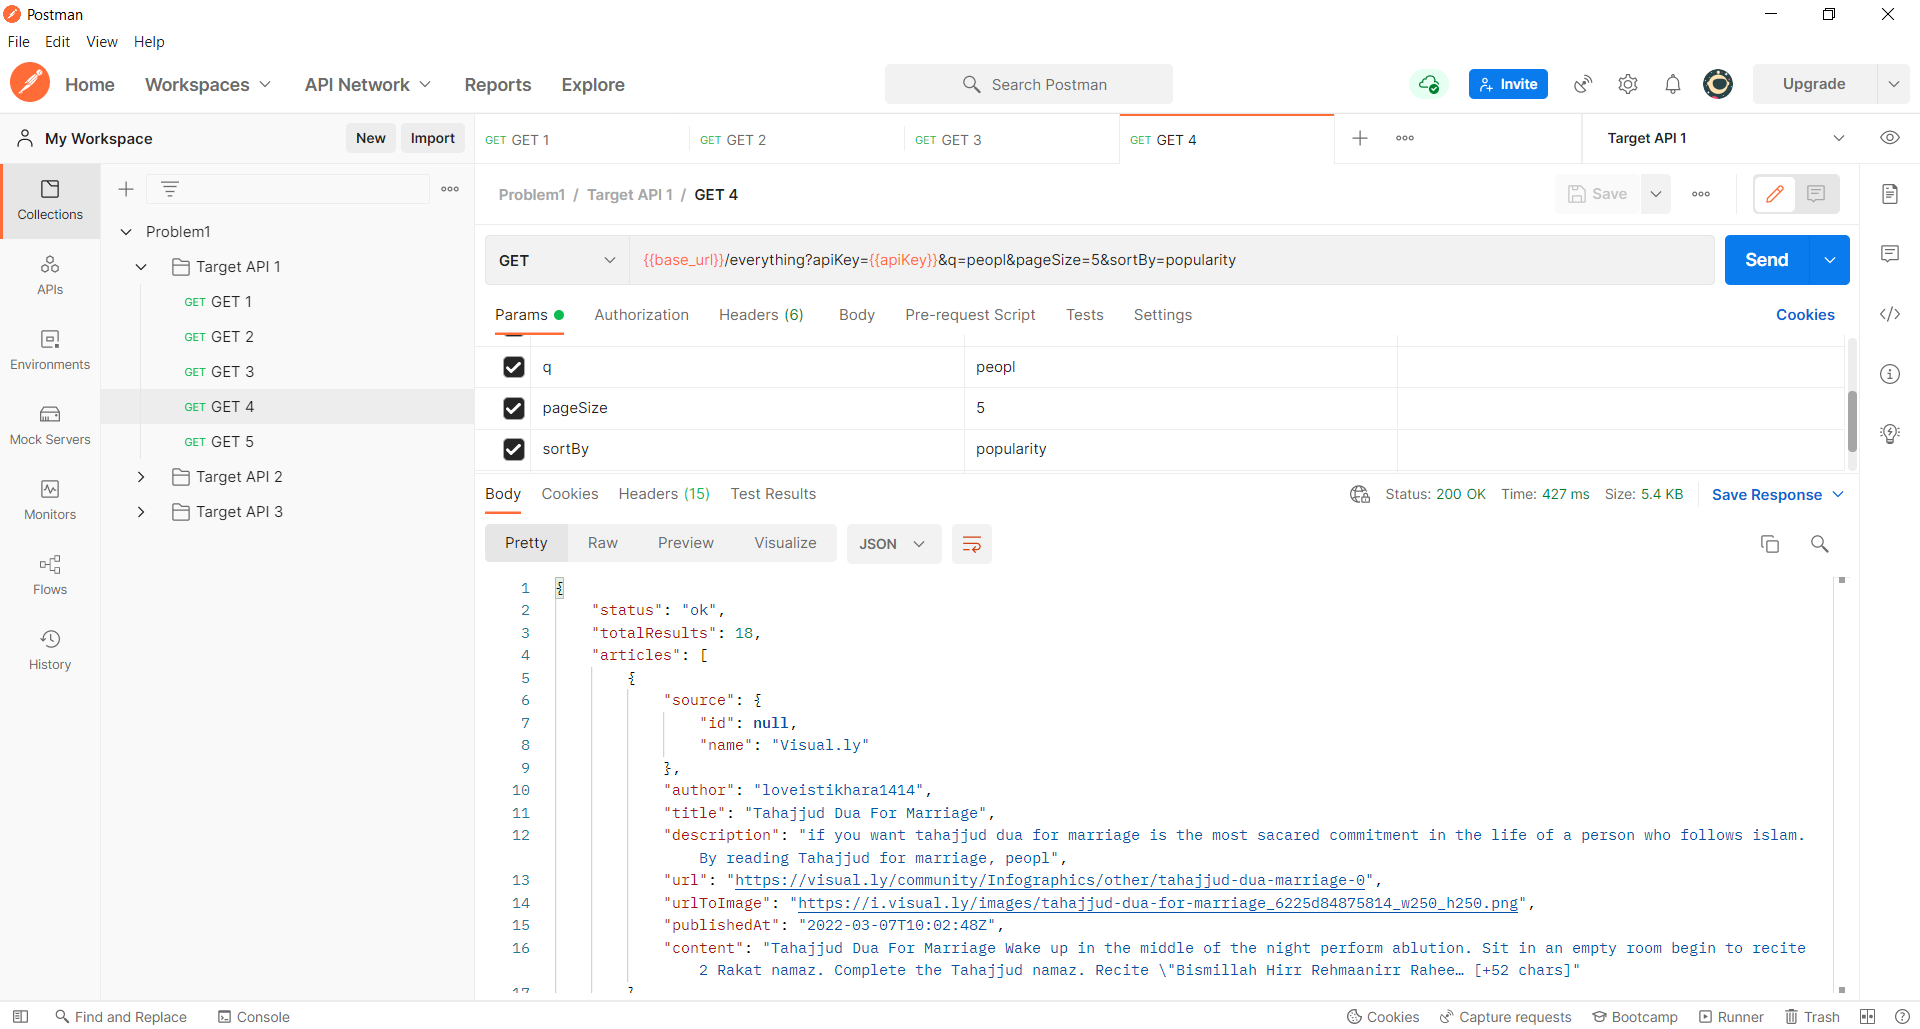 Postman
File Edit View Help
Home Workspaces API Network Reports Explore Search Postman Invite Upgrade
My Workspace New Import GET GET 1 GET GET 2 GET GET 3 GET GET 4 Target API 1
Collections
APIs
Environments
Mock Servers
Monitors
Flows
History
Problem1
Target API 1
GET GET 1
GET GET 2
GET GET 3
GET GET 4
GET GET 5
Target API 2
Target API 3
Problem1 / Target API 1 / GET 4 Save
GET {{base_url}}/everything?apiKey={{apiKey}}&q=peopl&pageSize=5&sortBy=popularity Send
Params Authorization Headers (6) Body Pre-request Script Tests Settings Cookies
q peopl
pageSize 5
sortBy popularity
Body Cookies Headers (15) Test Results Status: 200 OK Time: 427 ms Size: 5.4 KB Save Response
Pretty Raw Preview Visualize JSON
1 {
2 "status": "ok",
3 "totalResults": 18,
4 "articles": [
5 {
6 "source": {
7 "id": null,
8 "name": "Visual.ly"
9 },
10 "author": "loveistikhara1414",
11 "title": "Tahajjud Dua For Marriage",
12 "description": "if you want tahajjud dua for marriage is the most sacared commitment in the life of a person who follows islam.
By reading Tahajjud for marriage, peopl",
13 "url": "https://visual.ly/community/Infographics/other/tahajjud-dua-marriage-0",
14 "urlToImage": "https://i.visual.ly/images/tahajjud-dua-for-marriage_6225d84875814_w250_h250.png",
15 "publishedAt": "2022-03-07T10:02:48Z",
16 "content": "Tahajjud Dua For Marriage Wake up in the middle of the night perform ablution. Sit in an empty room begin to recite
2 Rakat namaz. Complete the Tahajjud namaz. Recite \"Bismillah Hirr Rehmaanirr Rahee… [+52 chars]"
17
Find and Replace Console Cookies Capture requests Bootcamp Runner Trash